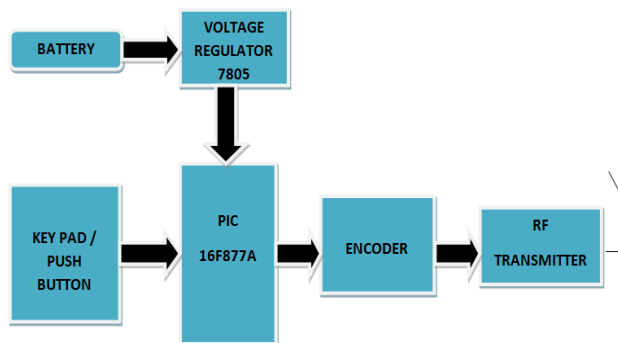 BATTERY
VOLTAGE
REGULATOR
7805
KEY PAD /
PUSH
BUTTON
PIC
16F877A
ENCODER
RF
TRANSMITTER